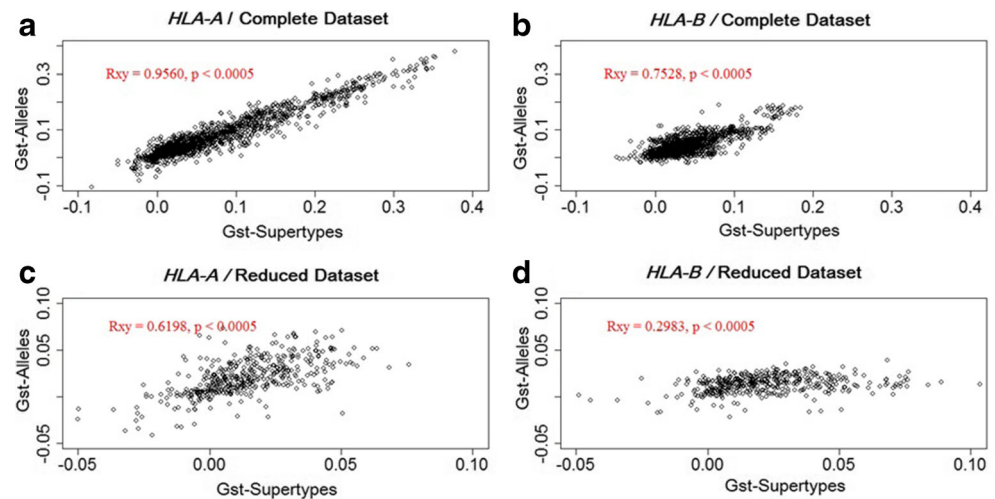 a
HLA-A / Complete Dataset
Rxy = 0.9560, p < 0.0005
Gst-Alleles
0.3
0.1
-0.1
-0.1 0.0 0.1 0.2 0.3 0.4
Gst-Supertypes
b
HLA-B / Complete Dataset
Rxy = 0.7528, p < 0.0005
Gst-Alleles
0.3
0.1
-0.1
-0.1 0.0 0.1 0.2 0.3 0.4
Gst-Supertypes
c
HLA-A / Reduced Dataset
Rxy = 0.6198, p < 0.0005
Gst-Alleles
0.10
0.05
-0.05
-0.05 0.00 0.05 0.10
Gst-Supertypes
d
HLA-B / Reduced Dataset
Rxy = 0.2983, p < 0.0005
Gst-Alleles
0.10
0.05
-0.05
-0.05 0.00 0.05 0.10
Gst-Supertypes